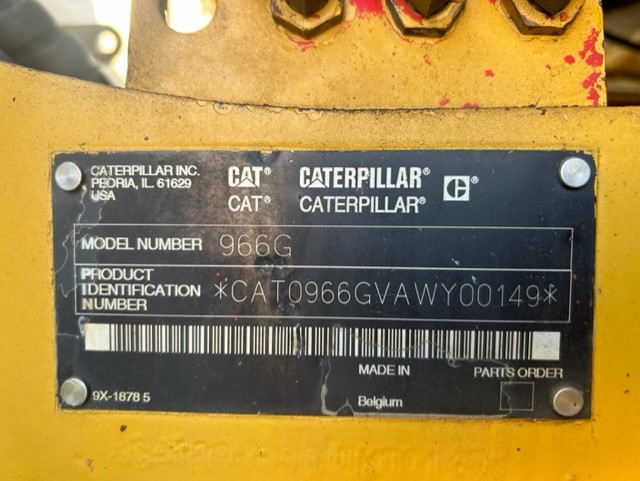 CATERPILLAR INC.
PEORIA, IL. 61629
USA
CAT® CATERPILLAR®
CAT® CATERPILLAR®
C ®
MODEL NUMBER 966G
PRODUCT
IDENTIFICATION
NUMBER
*CAT0966GVAWY00149*
MADE IN
PARTS ORDER
9X-1878 5
Belgium